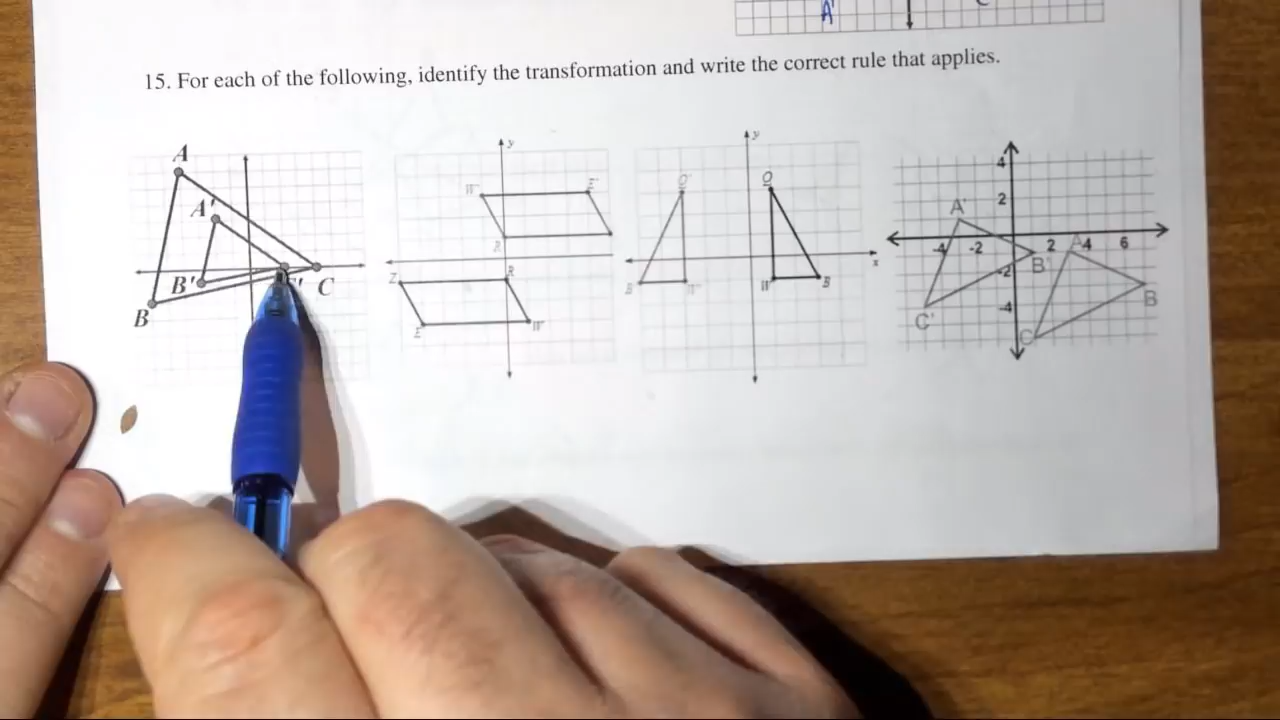 A'
15. For each of the following, identify the transformation and write the correct rule that applies.
A
A'
B'
C
B
y
W'
E'
R
Z
R
E
W
y
Q'
Q
B'
W
B
x
4
2
-4 -2 2 4 6
-2
-4
A'
B'
C'
A
B
C